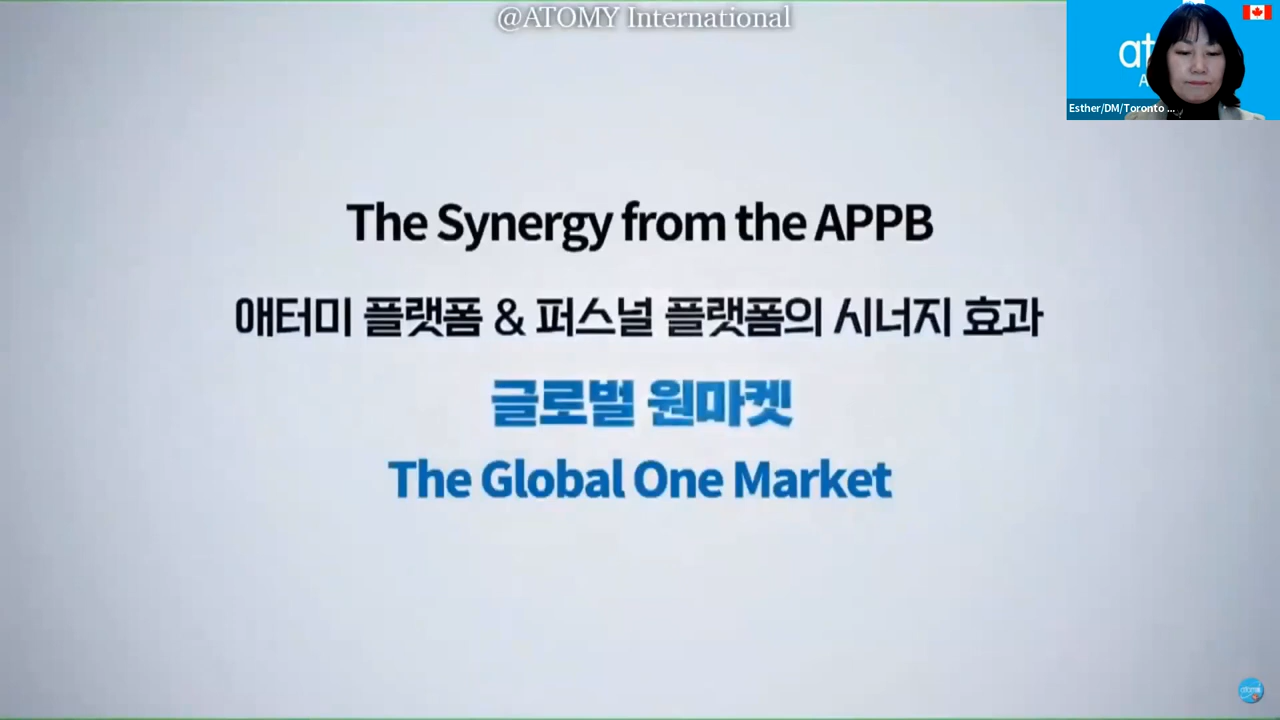 @ATOMY International
Esther/DM/Toronto ...
The Synergy from the APPB
애터미 플랫폼 & 퍼스널 플랫폼의 시너지 효과
글로벌 원마켓
The Global One Market